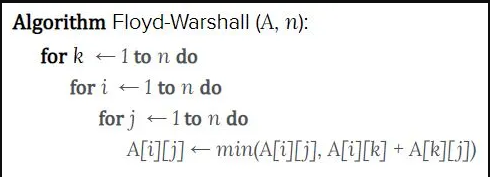 Algorithm Floyd-Warshall (A, n):
for k ← 1 to n do
for i ← 1 to n do
for j ← 1 to n do
A[i][j] ← min(A[i][j], A[i][k] + A[k][j])